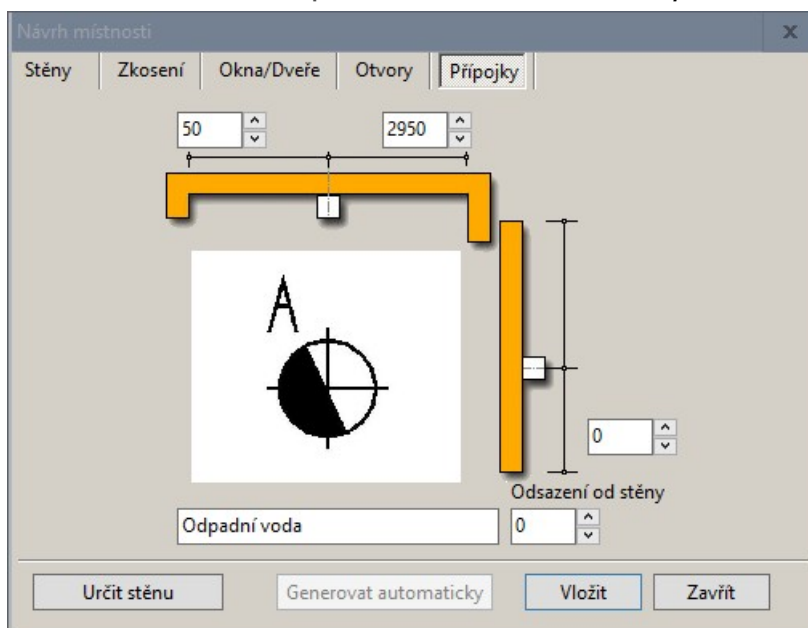 Návrh místnosti
Stěny Zkosení Okna/Dveře Otvory Přípojky
50 2950
A
0
Odsazení od stěny
Odpadní voda 0
Určit stěnu Generovat automaticky Vložit Zavřít